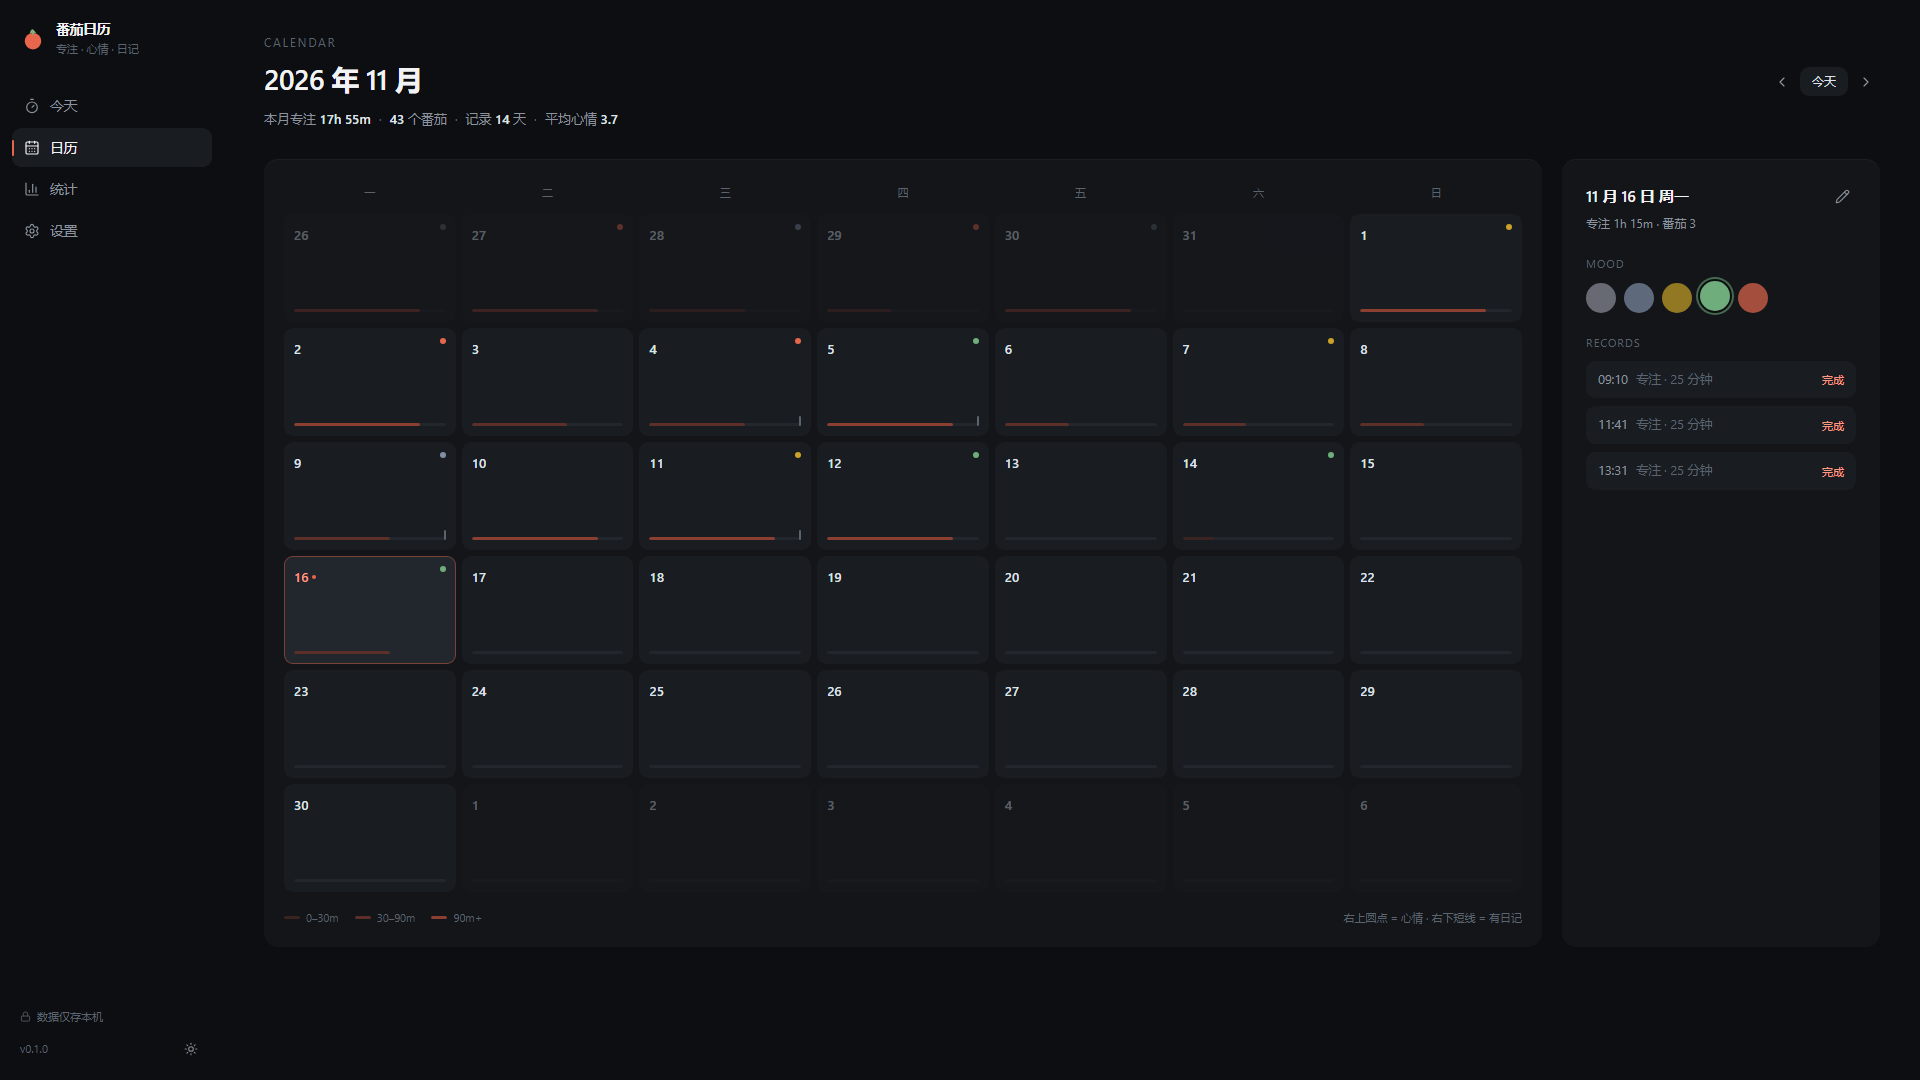 番茄日历
专注 · 心情 · 日记
今天
日历
统计
设置
数据仅存本机
v0.1.0
CALENDAR
2026 年 11 月
本月专注 17h 55m · 43 个番茄 · 记录 14 天 · 平均心情 3.7
今天
一 二 三 四 五 六 日
26 27 28 29 30 31 1
2 3 4 5 6 7 8
9 10 11 12 13 14 15
16 17 18 19 20 21 22
23 24 25 26 27 28 29
30 1 2 3 4 5 6
0–30m 30–90m 90m+
右上圆点 = 心情 · 右下短线 = 有日记
11 月 16 日 周一
专注 1h 15m · 番茄 3
MOOD
RECORDS
09:10 专注 · 25 分钟 完成
11:41 专注 · 25 分钟 完成
13:31 专注 · 25 分钟 完成